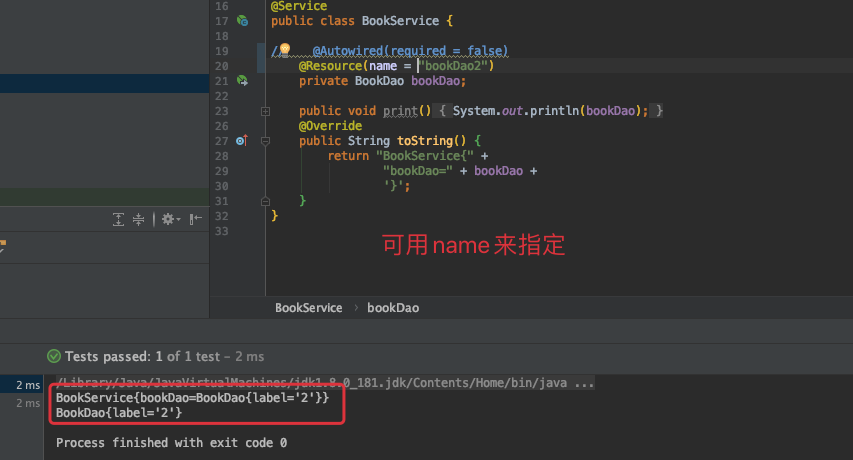 16 @Service
17 public class BookService {
18
19 // @Autowired(required = false)
20 @Resource(name = "bookDao2")
21 private BookDao bookDao;
22
23 public void print() { System.out.println(bookDao); }
26 @Override
27 public String toString() {
28 return "BookService{" +
29 "bookDao=" + bookDao +
30 '}';
31 }
32 }
33
可用name来指定
BookService › bookDao
Tests passed: 1 of 1 test – 2 ms
2 ms /Library/Java/JavaVirtualMachines/jdk1.8.0_181.jdk/Contents/Home/bin/java ...
2 ms BookService{bookDao=BookDao{label='2'}}
BookDao{label='2'}
Process finished with exit code 0